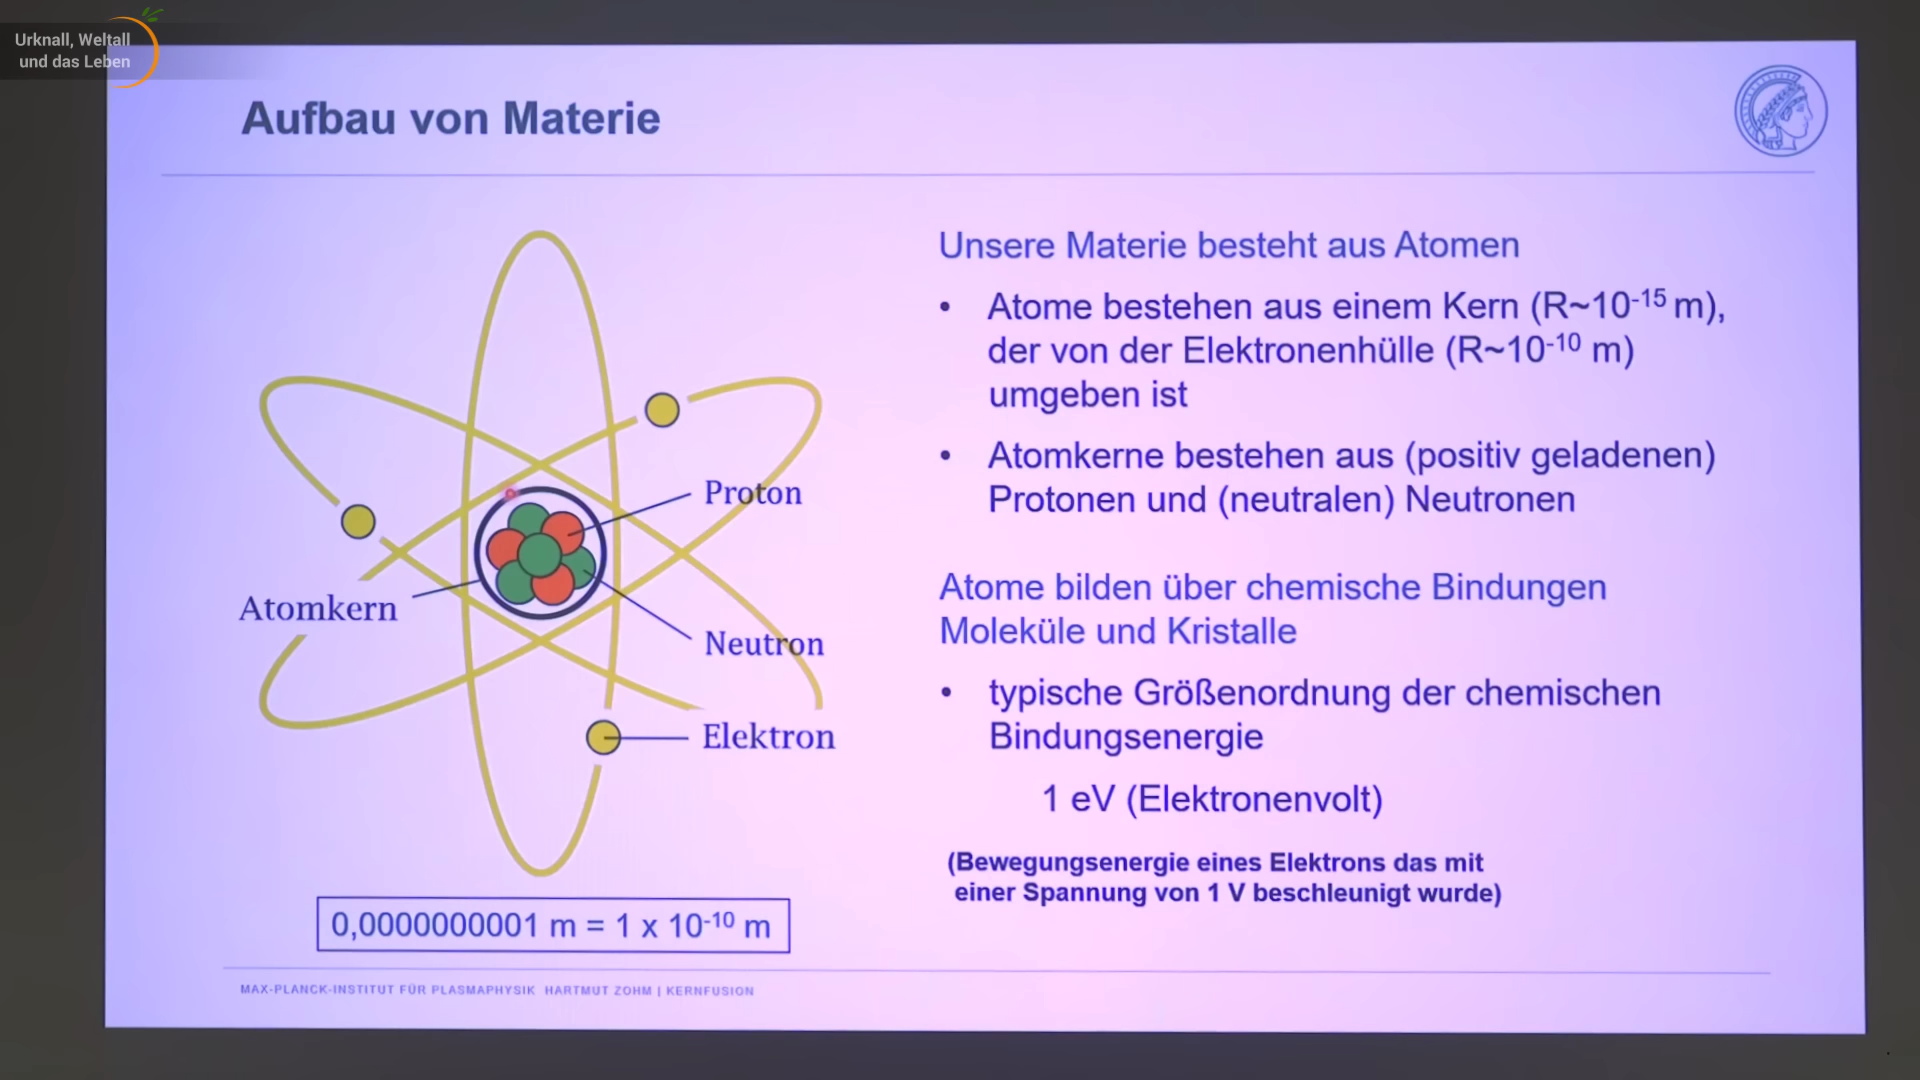 Urknall, Weltall
und das Leben
Aufbau von Materie
Unsere Materie besteht aus Atomen
• Atome bestehen aus einem Kern (R~10⁻¹⁵ m),
der von der Elektronenhülle (R~10⁻¹⁰ m)
umgeben ist
• Atomkerne bestehen aus (positiv geladenen)
Protonen und (neutralen) Neutronen
Atome bilden über chemische Bindungen
Moleküle und Kristalle
• typische Größenordnung der chemischen
Bindungsenergie
1 eV (Elektronenvolt)
(Bewegungsenergie eines Elektrons das mit
einer Spannung von 1 V beschleunigt wurde)
Proton
Atomkern
Neutron
Elektron
0,0000000001 m = 1 x 10⁻¹⁰ m
MAX-PLANCK-INSTITUT FÜR PLASMAPHYSIK HARTMUT ZOHM | KERNFUSION